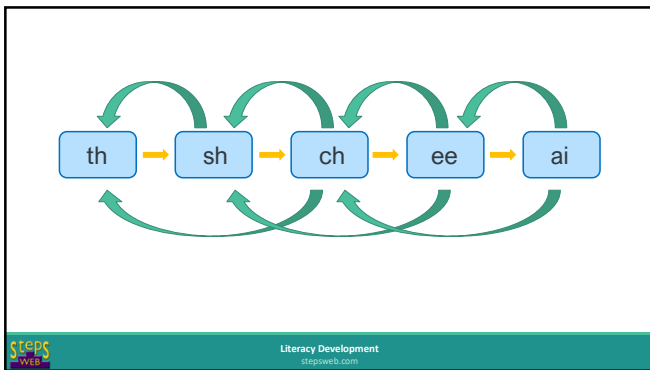 th sh ch ee ai
steps
WEB
Literacy Development
stepsweb.com